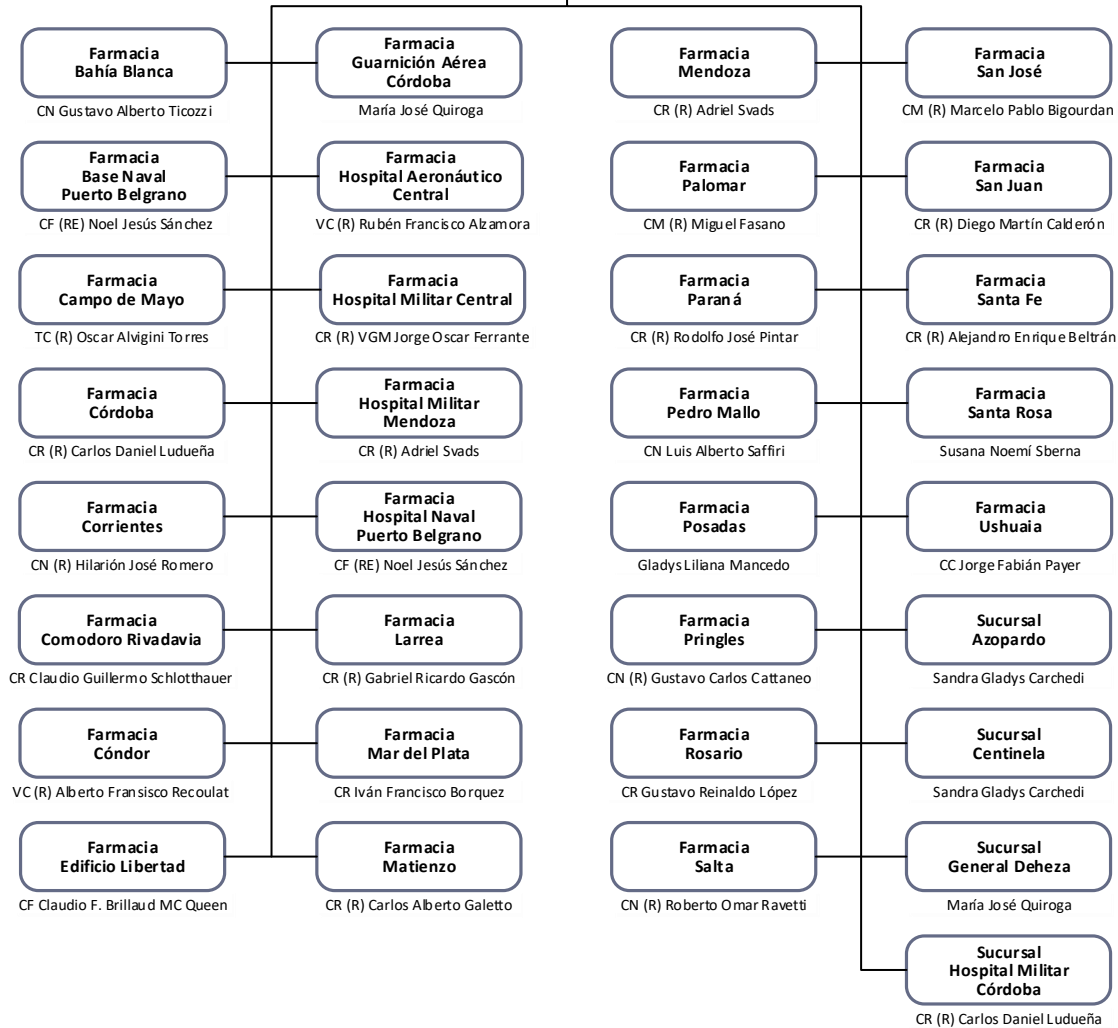 Farmacia
Bahía Blanca
CN Gustavo Alberto Ticozzi
Farmacia
Guarnición Aérea
Córdoba
María José Quiroga
Farmacia
Mendoza
CR (R) Adriel Svads
Farmacia
San José
CM (R) Marcelo Pablo Bigourdan
Farmacia
Base Naval
Puerto Belgrano
CF (RE) Noel Jesús Sánchez
Farmacia
Hospital Aeronáutico
Central
VC (R) Rubén Francisco Alzamora
Farmacia
Palomar
CM (R) Miguel Fasano
Farmacia
San Juan
CR (R) Diego Martín Calderón
Farmacia
Campo de Mayo
TC (R) Oscar Alvigini Torres
Farmacia
Hospital Militar Central
CR (R) VGM Jorge Oscar Ferrante
Farmacia
Paraná
CR (R) Rodolfo José Pintar
Farmacia
Santa Fe
CR (R) Alejandro Enrique Beltrán
Farmacia
Córdoba
CR (R) Carlos Daniel Ludueña
Farmacia
Hospital Militar
Mendoza
CR (R) Adriel Svads
Farmacia
Pedro Mallo
CN Luis Alberto Saffiri
Farmacia
Santa Rosa
Susana Noemí Sberna
Farmacia
Corrientes
CN (R) Hilarión José Romero
Farmacia
Hospital Naval
Puerto Belgrano
CF (RE) Noel Jesús Sánchez
Farmacia
Posadas
Gladys Liliana Mancedo
Farmacia
Ushuaia
CC Jorge Fabián Payer
Farmacia
Comodoro Rivadavia
CR Claudio Guillermo Schlotthauer
Farmacia
Larrea
CR (R) Gabriel Ricardo Gascón
Farmacia
Pringles
CN (R) Gustavo Carlos Cattaneo
Sucursal
Azopardo
Sandra Gladys Carchedi
Farmacia
Cóndor
VC (R) Alberto Fransisco Recoulat
Farmacia
Mar del Plata
CR Iván Francisco Borquez
Farmacia
Rosario
CR Gustavo Reinaldo López
Sucursal
Centinela
Sandra Gladys Carchedi
Farmacia
Edificio Libertad
CF Claudio F. Brillaud MC Queen
Farmacia
Matienzo
CR (R) Carlos Alberto Galetto
Farmacia
Salta
CN (R) Roberto Omar Ravetti
Sucursal
General Deheza
María José Quiroga
Sucursal
Hospital Militar
Córdoba
CR (R) Carlos Daniel Ludueña